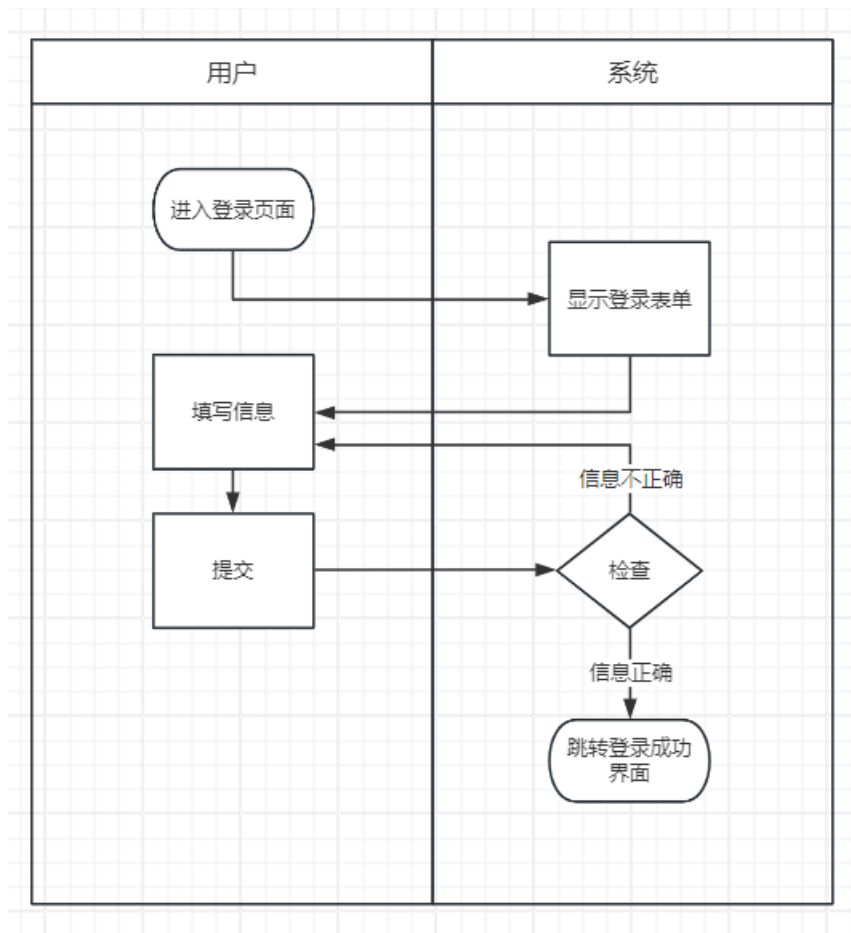 用户
系统
进入登录页面
显示登录表单
填写信息
信息不正确
提交
检查
信息正确
跳转登录成功
界面